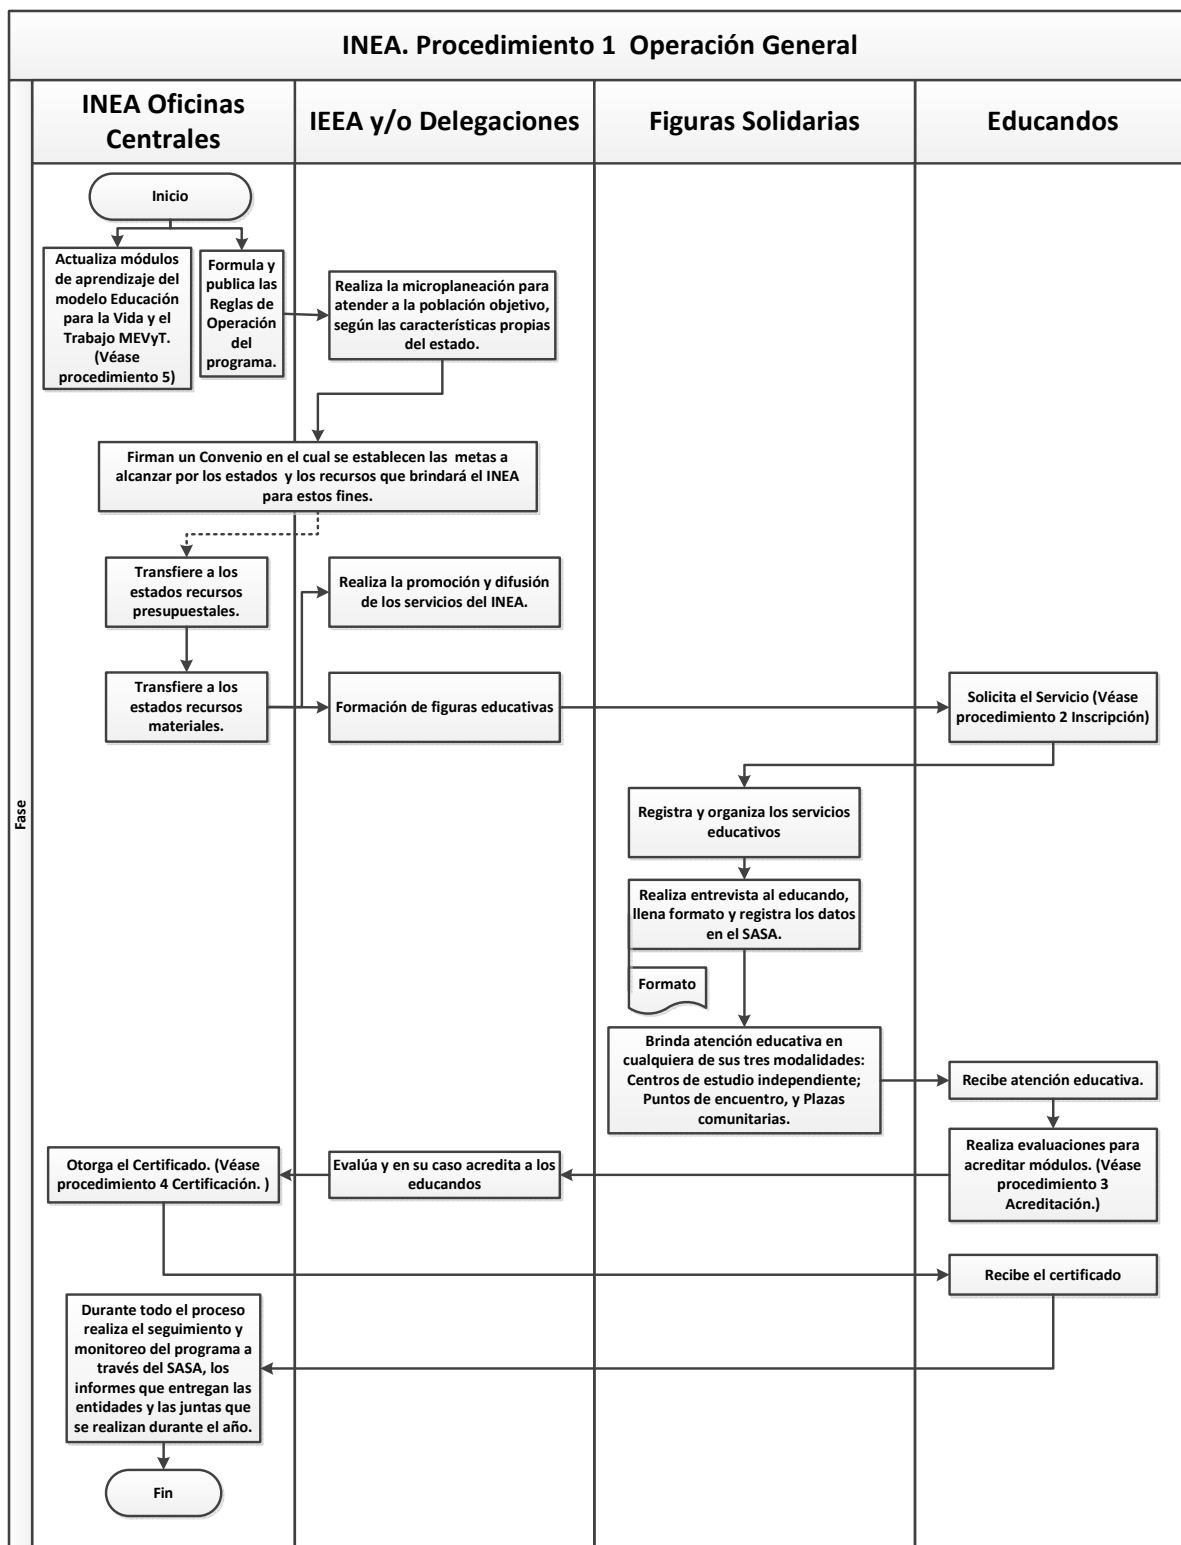 INEA. Procedimiento 1 Operación General
Fase
INEA Oficinas
Centrales
IEEA y/o Delegaciones
Figuras Solidarias
Educandos
Inicio
Actualiza módulos
de aprendizaje del
modelo Educación
para la Vida y el
Trabajo MEVyT.
(Véase
procedimiento 5)
Formula y
publica las
Reglas de
Operación
del
programa.
Realiza la microplaneación para
atender a la población objetivo,
según las características propias
del estado.
Firman un Convenio en el cual se establecen las metas a
alcanzar por los estados y los recursos que brindará el INEA
para estos fines.
Transfiere a los
estados recursos
presupuestales.
Realiza la promoción y difusión
de los servicios del INEA.
Transfiere a los
estados recursos
materiales.
Formación de figuras educativas
Solicita el Servicio (Véase
procedimiento 2 Inscripción)
Registra y organiza los servicios
educativos
Realiza entrevista al educando,
llena formato y registra los datos
en el SASA.
Formato
Brinda atención educativa en
cualquiera de sus tres modalidades:
Centros de estudio independiente;
Puntos de encuentro, y Plazas
comunitarias.
Recibe atención educativa.
Realiza evaluaciones para
acreditar módulos. (Véase
procedimiento 3
Acreditación.)
Evalúa y en su caso acredita a los
educandos
Otorga el Certificado. (Véase
procedimiento 4 Certificación. )
Recibe el certificado
Durante todo el proceso
realiza el seguimiento y
monitoreo del programa a
través del SASA, los
informes que entregan las
entidades y las juntas que
se realizan durante el año.
Fin